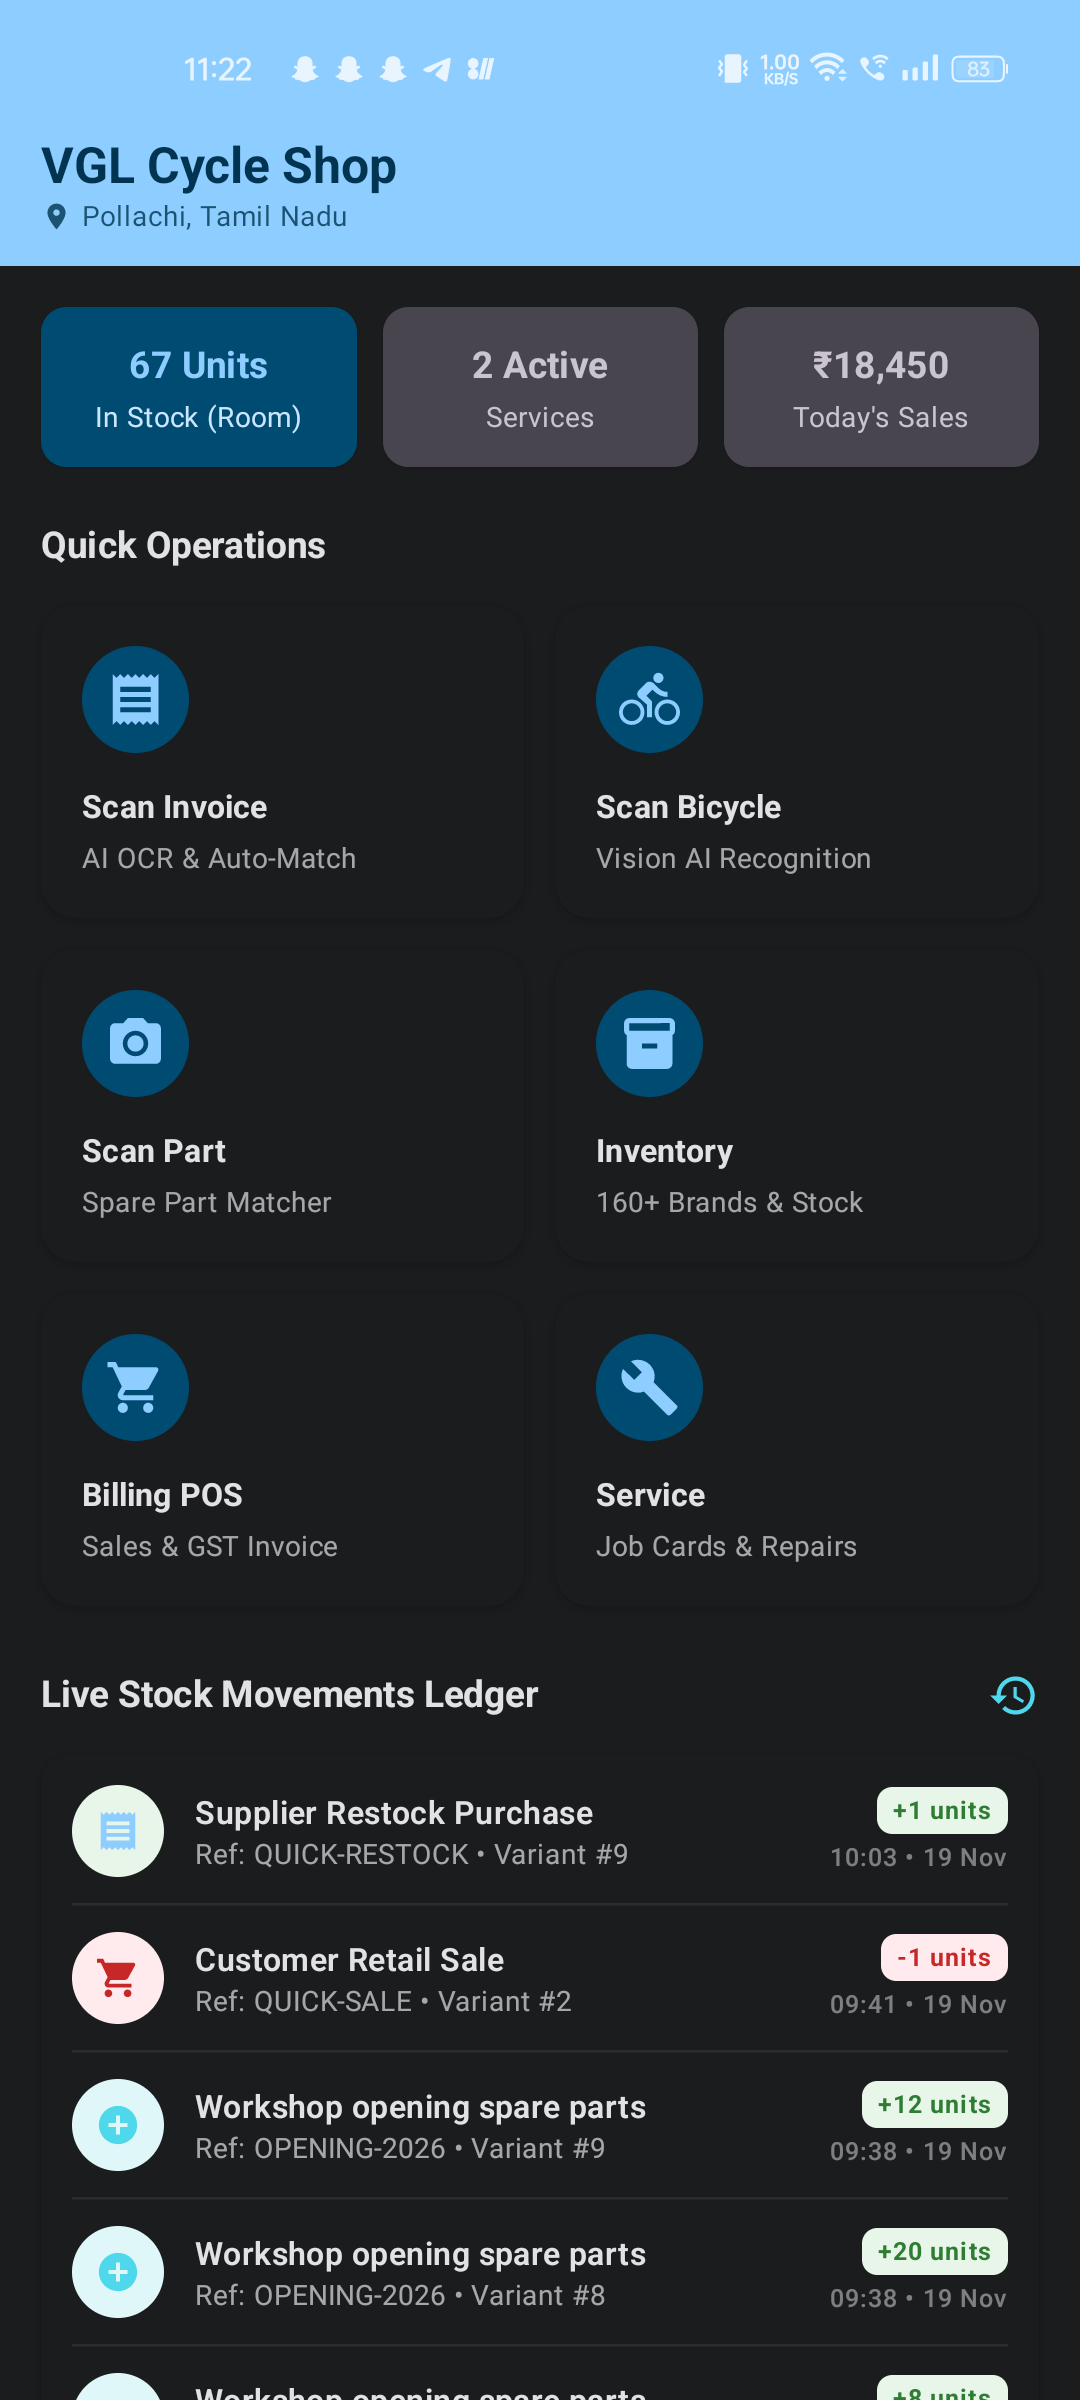 11:22
1.00
KB/S
83
VGL Cycle Shop
Pollachi, Tamil Nadu
67 Units
In Stock (Room)
2 Active
Services
₹18,450
Today's Sales
Quick Operations
Scan Invoice
AI OCR & Auto-Match
Scan Bicycle
Vision AI Recognition
Scan Part
Spare Part Matcher
Inventory
160+ Brands & Stock
Billing POS
Sales & GST Invoice
Service
Job Cards & Repairs
Live Stock Movements Ledger
Supplier Restock Purchase
+1 units
Ref: QUICK-RESTOCK • Variant #9
10:03 • 19 Nov
Customer Retail Sale
-1 units
Ref: QUICK-SALE • Variant #2
09:41 • 19 Nov
Workshop opening spare parts
+12 units
Ref: OPENING-2026 • Variant #9
09:38 • 19 Nov
Workshop opening spare parts
+20 units
Ref: OPENING-2026 • Variant #8
09:38 • 19 Nov
Workshop opening spare parts
+8 units